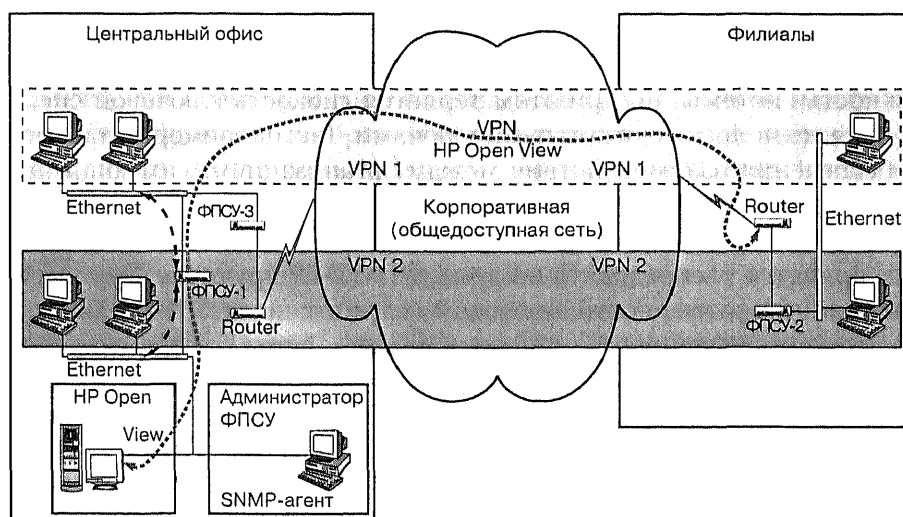 Центральный офис
Филиалы
VPN
HP Open View
VPN 1
VPN 1
Ethernet
ФПСУ-3
Корпоративная
(общедоступная сеть)
Router
Ethernet
VPN 2
VPN 2
ФПСУ-1
Router
ФПСУ-2
Ethernet
HP Open
View
Администратор
ФПСУ
SNMP-агент